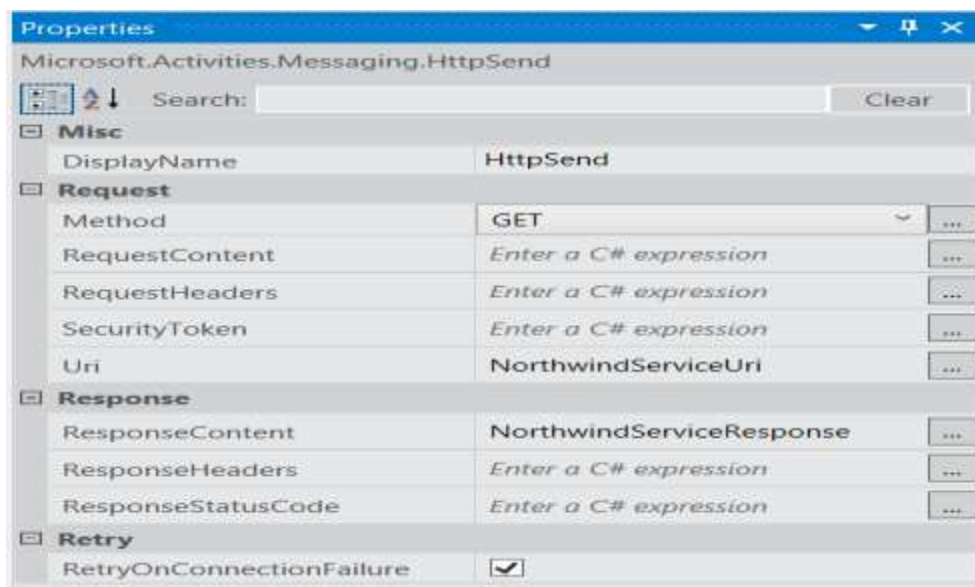 Properties
Microsoft.Activities.Messaging.HttpSend
Search: Clear
Misc
DisplayName HttpSend
Request
Method GET ...
RequestContent Enter a C# expression ...
RequestHeaders Enter a C# expression ...
SecurityToken Enter a C# expression ...
Uri NorthwindServiceUri ...
Response
ResponseContent NorthwindServiceResponse ...
ResponseHeaders Enter a C# expression ...
ResponseStatusCode Enter a C# expression ...
Retry
RetryOnConnectionFailure